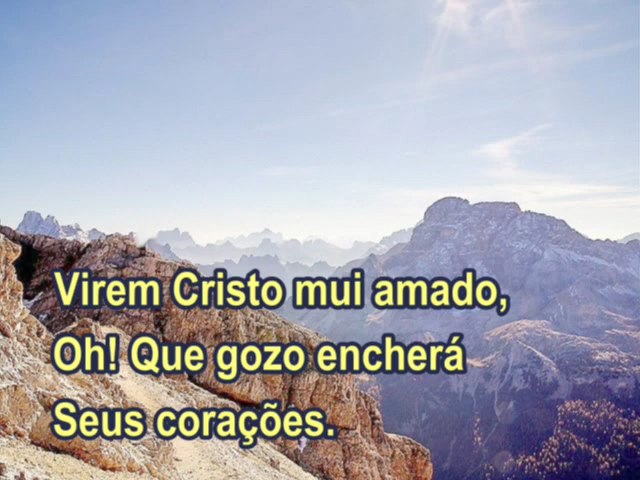 Virem Cristo mui amado,
Oh! Que gozo encherá
Seus corações.